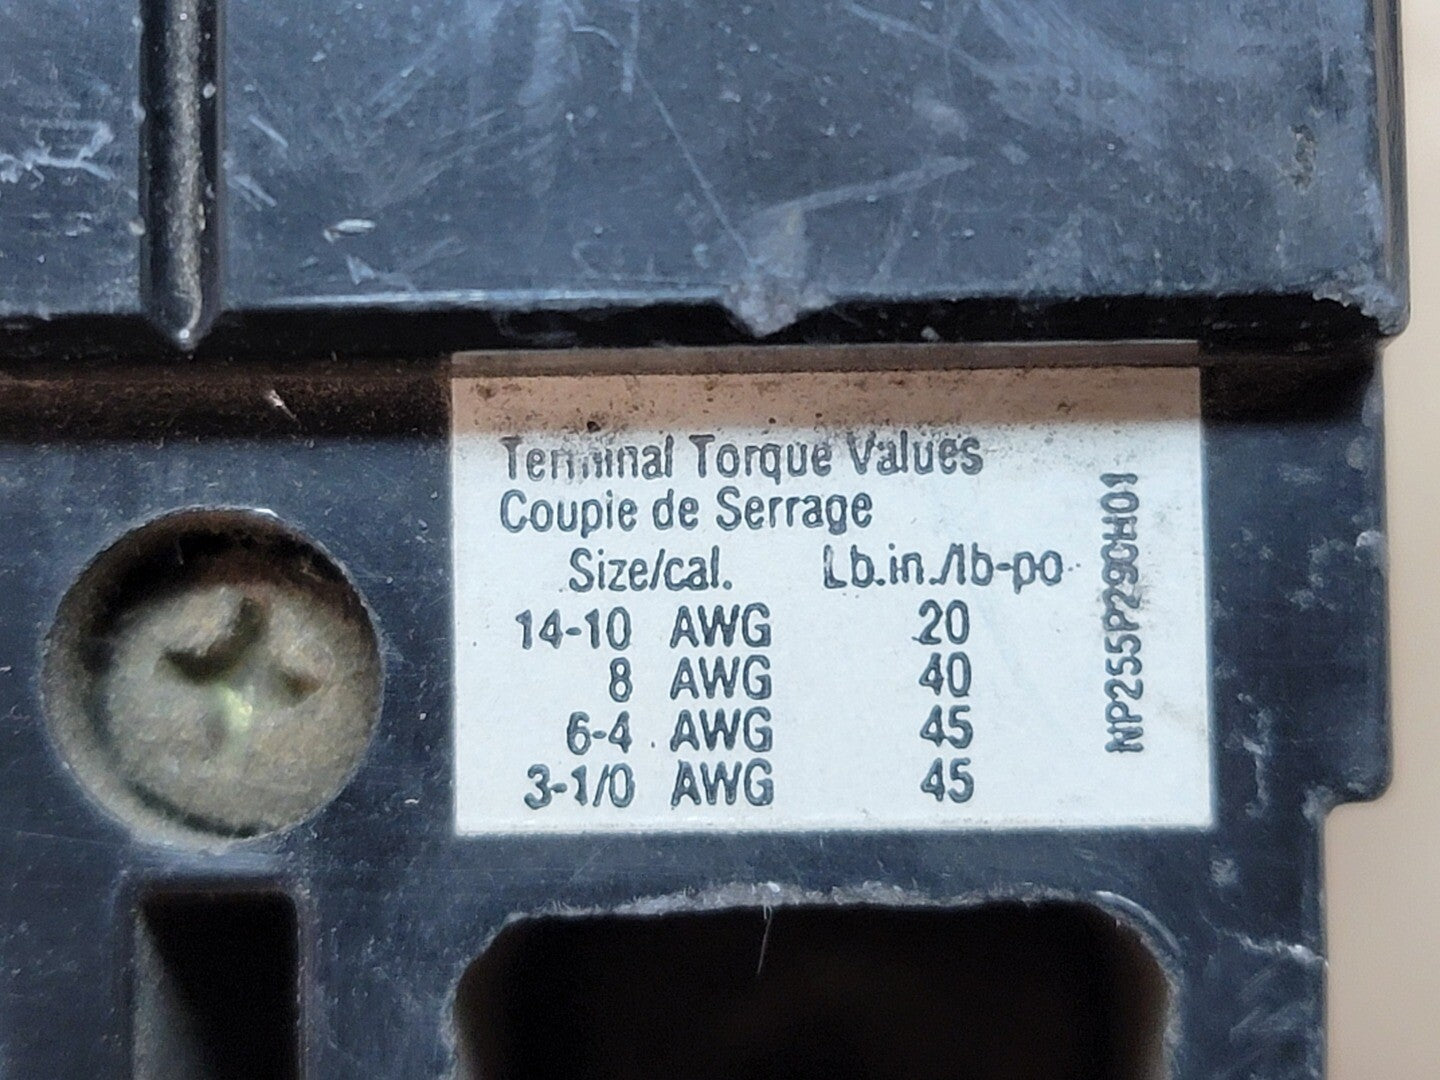 Terminal Torque Values
Couple de Serrage
Size/cal. Lb.in./lb-po
14-10 AWG 20
8 AWG 40
6-4 AWG 45
3-1/0 AWG 45
NP255P290H01